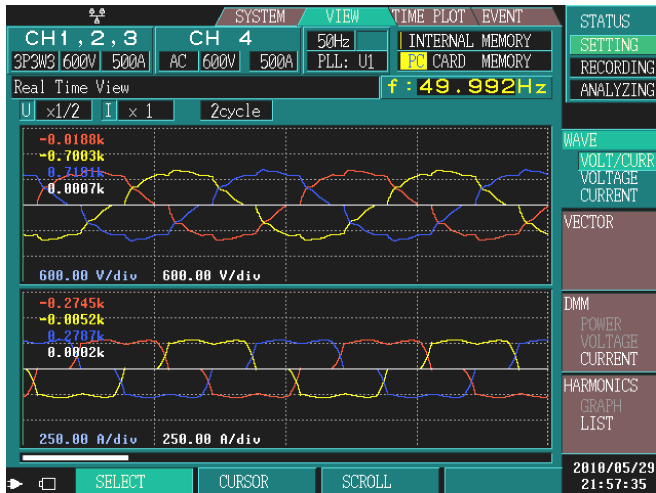 SYSTEM VIEW TIME PLOT EVENT
STATUS
SETTING
RECORDING
ANALYZING
CH1,2,3
3P3W3 600V 500A
CH 4
AC 600V 500A
50Hz
PLL: U1
INTERNAL MEMORY
PC CARD MEMORY
Real Time View
f:49.992Hz
U ×1/2 I × 1 2cycle
-0.0188k
-0.7003k
0.7191k
0.0007k
600.00 V/div 600.00 V/div
-0.2745k
-0.0052k
0.2787k
0.0002k
250.00 A/div 250.00 A/div
WAVE
VOLT/CURR
VOLTAGE
CURRENT
VECTOR
DMM
POWER
VOLTAGE
CURRENT
HARMONICS
GRAPH
LIST
SELECT CURSOR SCROLL
2010/05/29
21:57:35